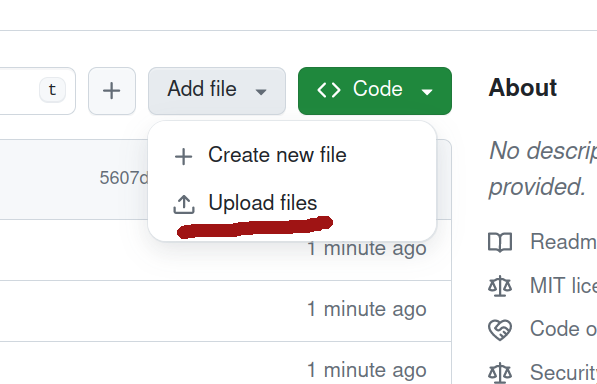 t
Add file
Code
About
Create new file
Upload files
5607d
No descrip
provided.
1 minute ago
1 minute ago
1 minute ago
Readm
MIT lice
Code o
Securit